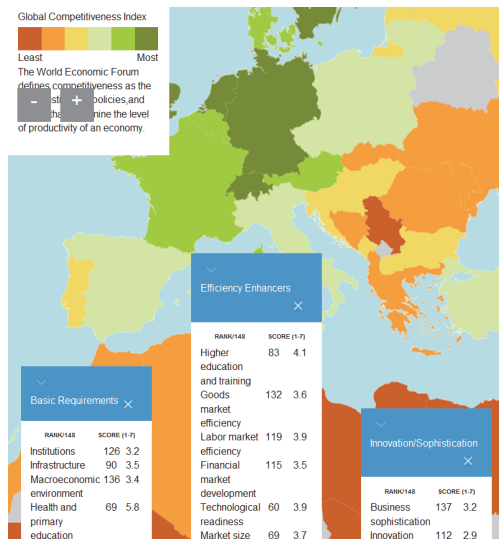 Global Competitiveness Index
Least Most
The World Economic Forum
defines competitiveness as the
policies, and
- +
the level
of productivity of an economy.
Efficiency Enhancers
RANK/148 SCORE (1-7)
Higher 83 4.1
education
and training
Goods 132 3.6
market
efficiency
Labor market 119 3.9
efficiency
Financial 115 3.5
market
development
Technological 60 3.9
readiness
Market size 69 3.7
Basic Requirements
RANK/148 SCORE (1-7)
Institutions 126 3.2
Infrastructure 90 3.5
Macroeconomic 136 3.4
environment
Health and 69 5.8
primary
education
Innovation/Sophistication
RANK/148 SCORE (1-7)
Business 137 3.2
sophistication
Innovation 112 2.9